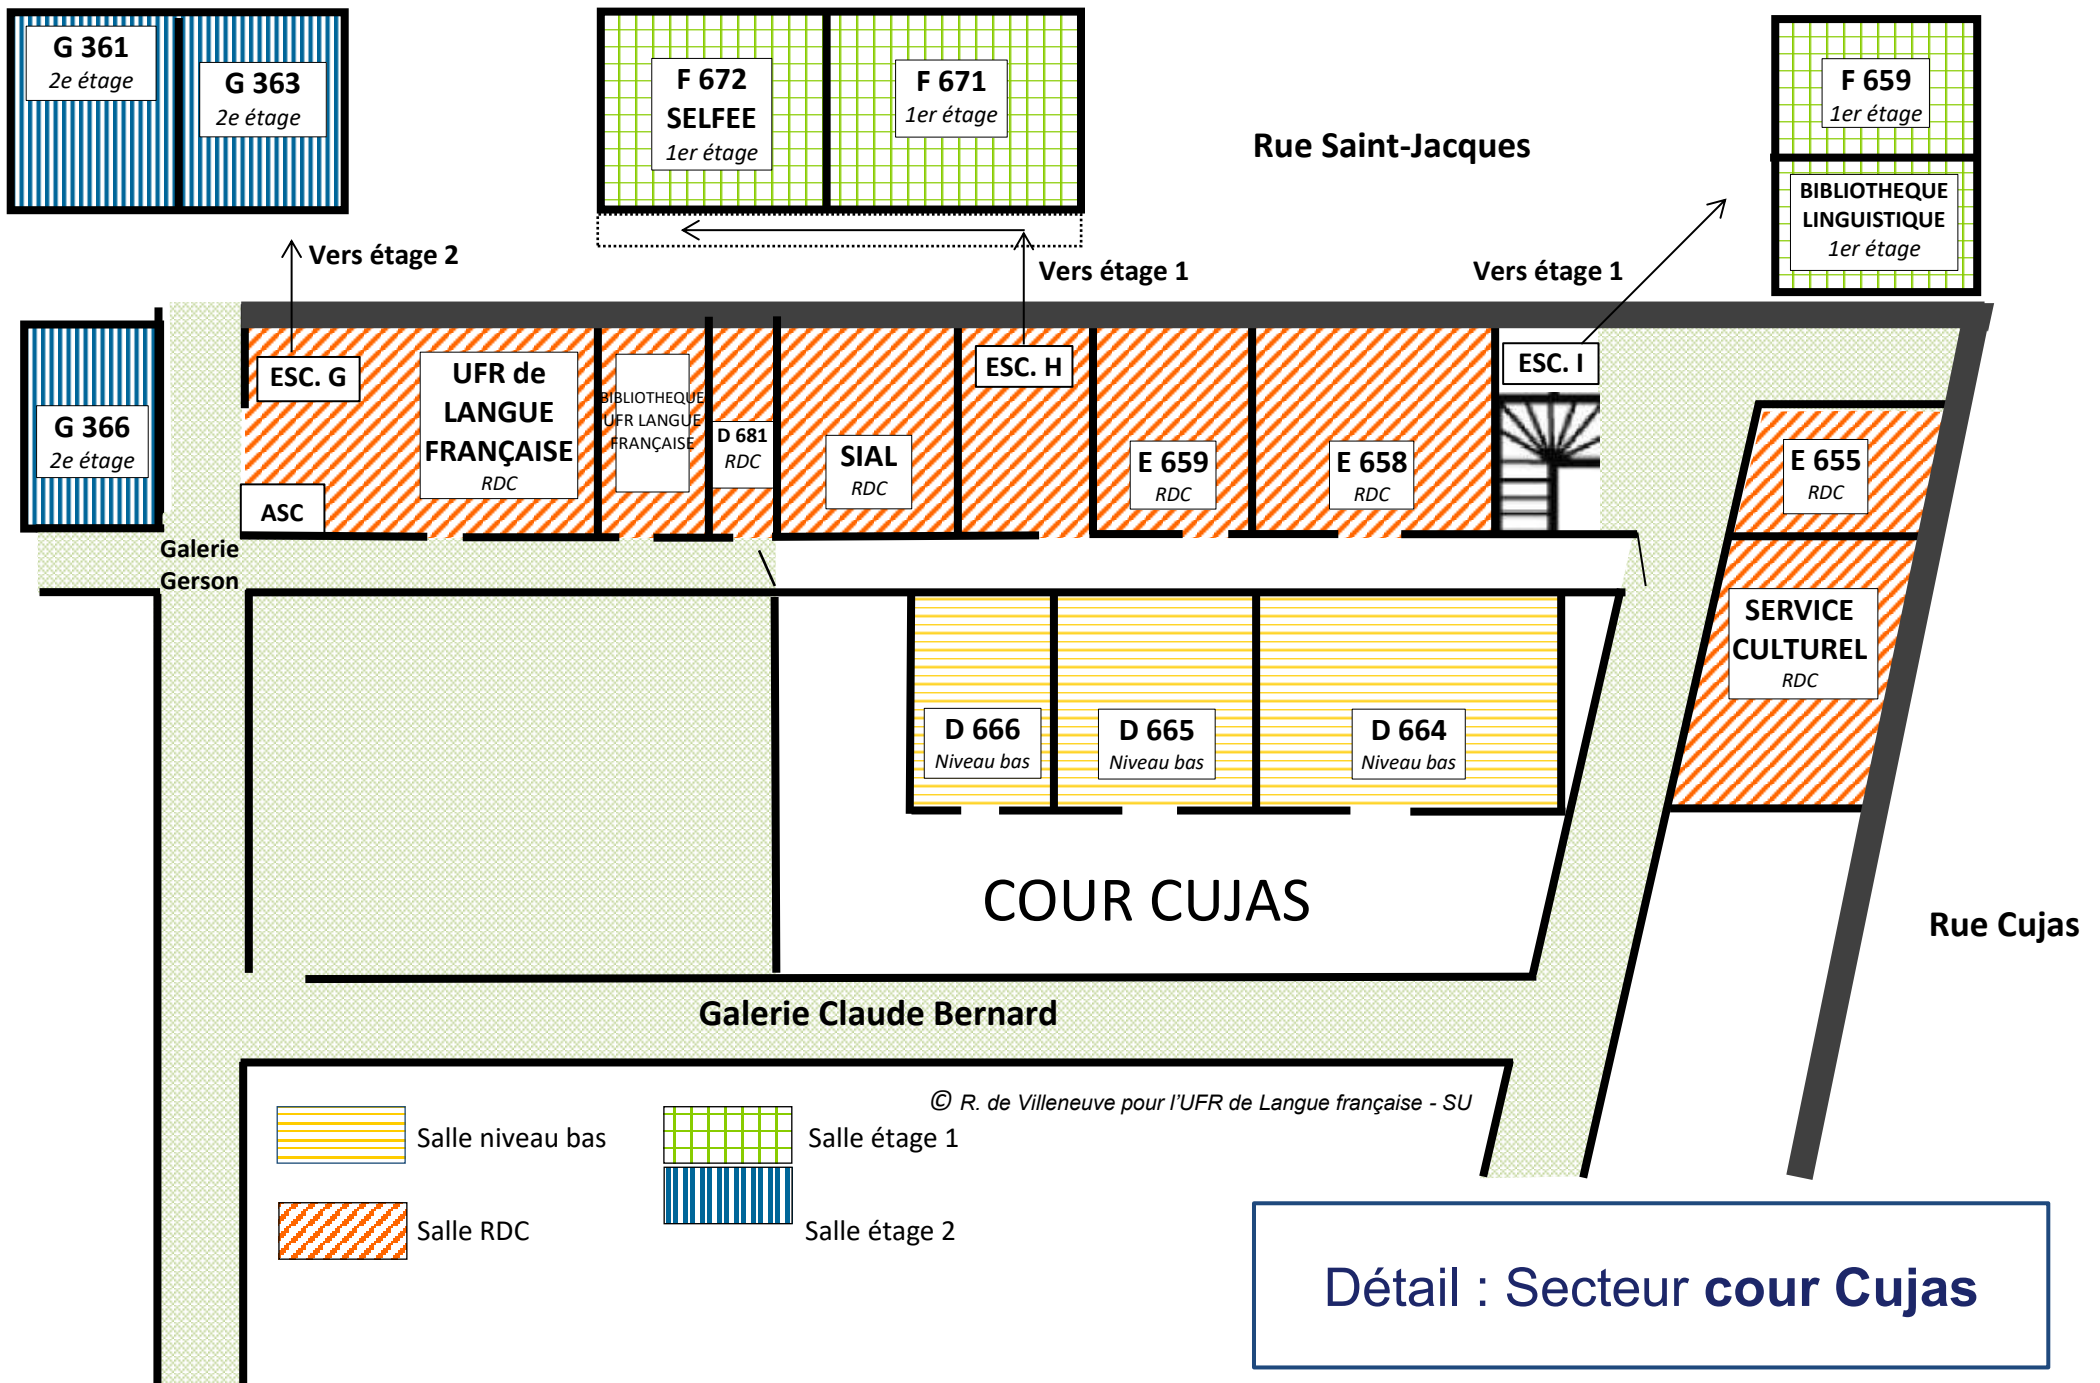 G 361
2e étage
G 363
2e étage
F 672
SELFEE
1er étage
F 671
1er étage
Rue Saint-Jacques
F 659
1er étage
BIBLIOTHEQUE
LINGUISTIQUE
1er étage
Vers étage 2
Vers étage 1
Vers étage 1
G 366
2e étage
ESC. G
ASC
UFR de
LANGUE
FRANÇAISE
RDC
BIBLIOTHEQUE
UFR LANGUE
FRANÇAISE
D 681
RDC
SIAL
RDC
ESC. H
E 659
RDC
E 658
RDC
ESC. I
E 655
RDC
Galerie
Gerson
SERVICE
CULTUREL
RDC
D 666
Niveau bas
D 665
Niveau bas
D 664
Niveau bas
COUR CUJAS
Rue Cujas
Galerie Claude Bernard
© R. de Villeneuve pour l'UFR de Langue française - SU
Salle niveau bas
Salle étage 1
Salle RDC
Salle étage 2
Détail : Secteur cour Cujas